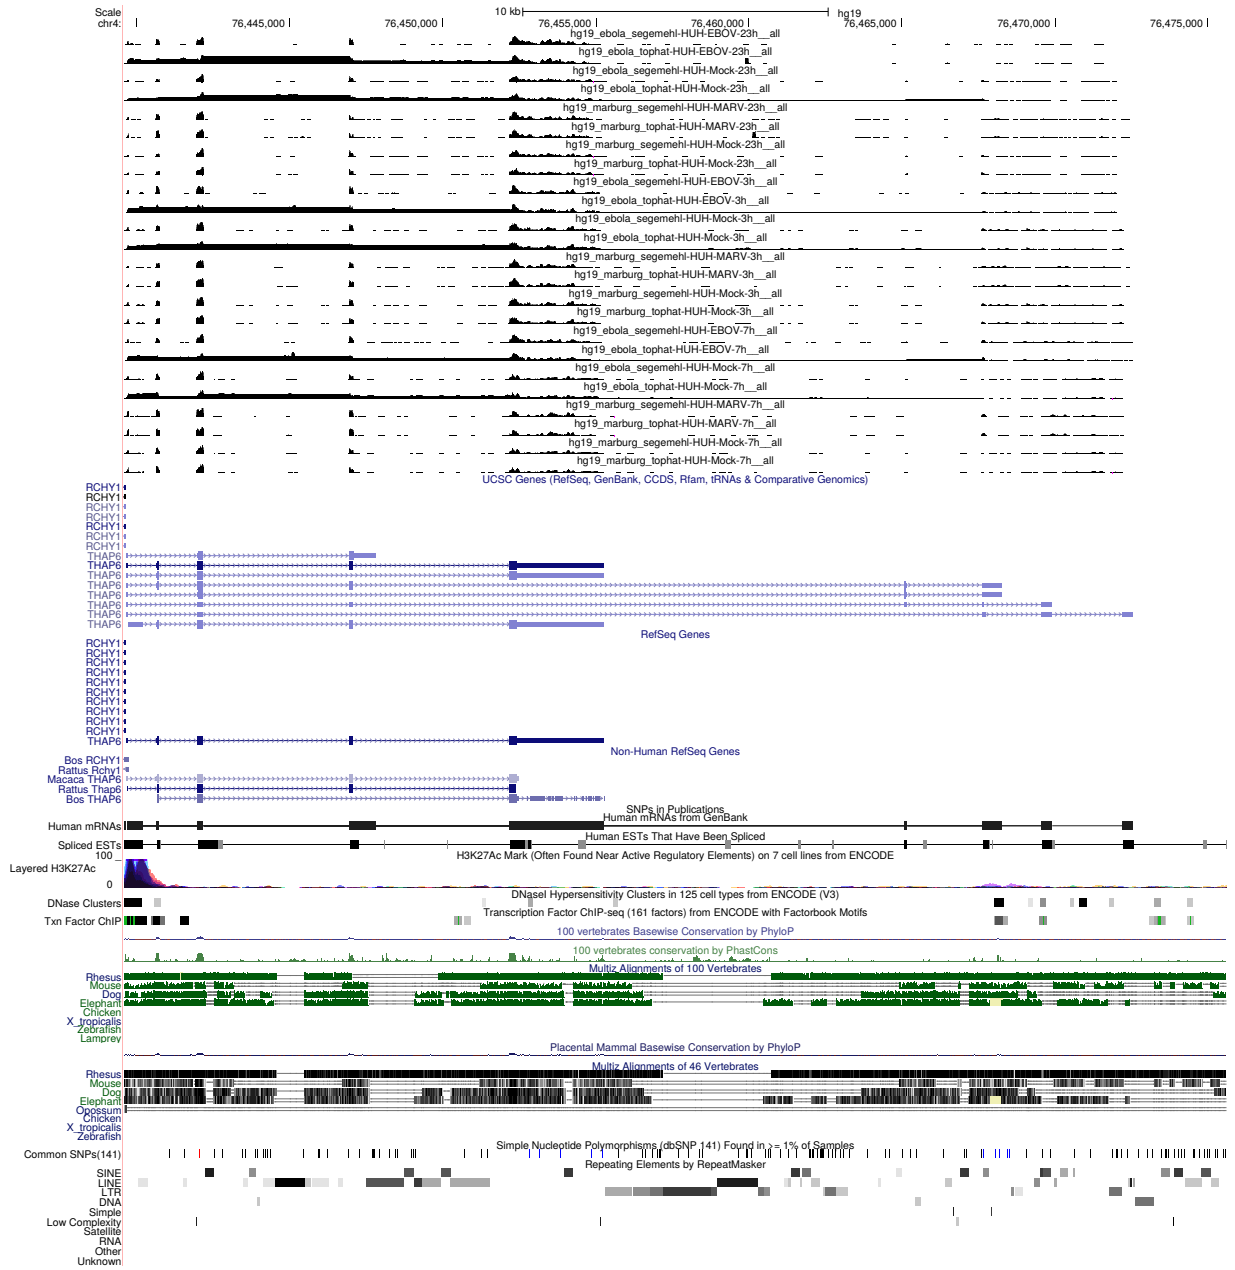 Scale 10 kb hg19
chr4: 76,445,000 76,450,000 76,455,000 76,460,000 76,465,000 76,470,000 76,475,000
hg19_ebola_segemehl-HUH-EBOV-23h__all
hg19_ebola_tophat-HUH-EBOV-23h__all
hg19_ebola_segemehl-HUH-Mock-23h__all
hg19_ebola_tophat-HUH-Mock-23h__all
hg19_marburg_segemehl-HUH-MARV-23h__all
hg19_marburg_tophat-HUH-MARV-23h__all
hg19_marburg_segemehl-HUH-Mock-23h__all
hg19_marburg_tophat-HUH-Mock-23h__all
hg19_ebola_segemehl-HUH-EBOV-3h__all
hg19_ebola_tophat-HUH-EBOV-3h__all
hg19_ebola_segemehl-HUH-Mock-3h__all
hg19_ebola_tophat-HUH-Mock-3h__all
hg19_marburg_segemehl-HUH-MARV-3h__all
hg19_marburg_tophat-HUH-MARV-3h__all
hg19_marburg_segemehl-HUH-Mock-3h__all
hg19_marburg_tophat-HUH-Mock-3h__all
hg19_ebola_segemehl-HUH-EBOV-7h__all
hg19_ebola_tophat-HUH-EBOV-7h__all
hg19_ebola_segemehl-HUH-Mock-7h__all
hg19_ebola_tophat-HUH-Mock-7h__all
hg19_marburg_segemehl-HUH-MARV-7h__all
hg19_marburg_tophat-HUH-MARV-7h__all
hg19_marburg_segemehl-HUH-Mock-7h__all
hg19_marburg_tophat-HUH-Mock-7h__all
UCSC Genes (RefSeq, GenBank, CCDS, Rfam, tRNAs & Comparative Genomics)
RCHY1
RCHY1
RCHY1
RCHY1
RCHY1
RCHY1
RCHY1
THAP6
THAP6
THAP6
THAP6
THAP6
THAP6
THAP6
THAP6
RefSeq Genes
RCHY1
RCHY1
RCHY1
RCHY1
RCHY1
RCHY1
RCHY1
RCHY1
RCHY1
RCHY1
THAP6
Non-Human RefSeq Genes
Bos RCHY1
Rattus Rchy1
Macaca THAP6
Rattus Thap6
Bos THAP6
SNPs in Publications
Human mRNAs from GenBank
Human mRNAs
Human ESTs That Have Been Spliced
Spliced ESTs
H3K27Ac Mark (Often Found Near Active Regulatory Elements) on 7 cell lines from ENCODE
100
Layered H3K27Ac
0
DNaseI Hypersensitivity Clusters in 125 cell types from ENCODE (V3)
DNase Clusters
Transcription Factor ChIP-seq (161 factors) from ENCODE with Factorbook Motifs
Txn Factor ChIP
100 vertebrates Basewise Conservation by PhyloP
100 vertebrates conservation by PhastCons
Multiz Alignments of 100 Vertebrates
Rhesus
Mouse
Dog
Elephant
Chicken
X_tropicalis
Zebrafish
Lamprey
Placental Mammal Basewise Conservation by PhyloP
Multiz Alignments of 46 Vertebrates
Rhesus
Mouse
Dog
Elephant
Opossum
Chicken
X_tropicalis
Zebrafish
Simple Nucleotide Polymorphisms (dbSNP 141) Found in >= 1% of Samples
Common SNPs(141)
Repeating Elements by RepeatMasker
SINE
LINE
LTR
DNA
Simple
Low Complexity
Satellite
RNA
Other
Unknown